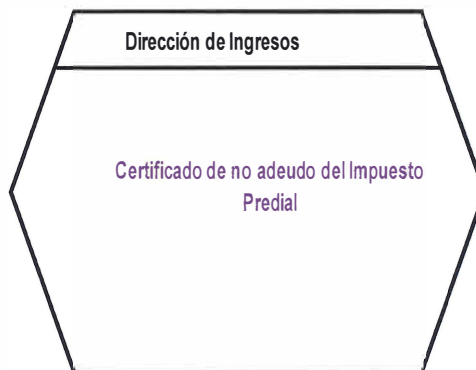 Dirección de Ingresos
Certificado de no adeudo del Impuesto
Predial